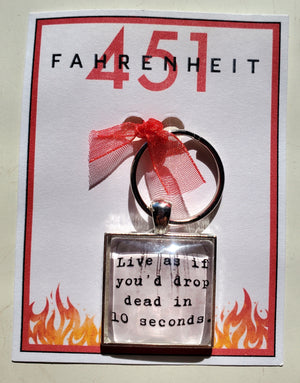 451
FAHRENHEIT
Live as if
you'd drop
dead in
10 seconds.